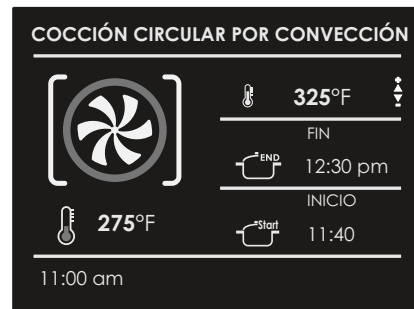 COCCIÓN CIRCULAR POR CONVECCIÓN
325°F
FIN
END 12:30 pm
INICIO
275°F
Start 11:40
11:00 am